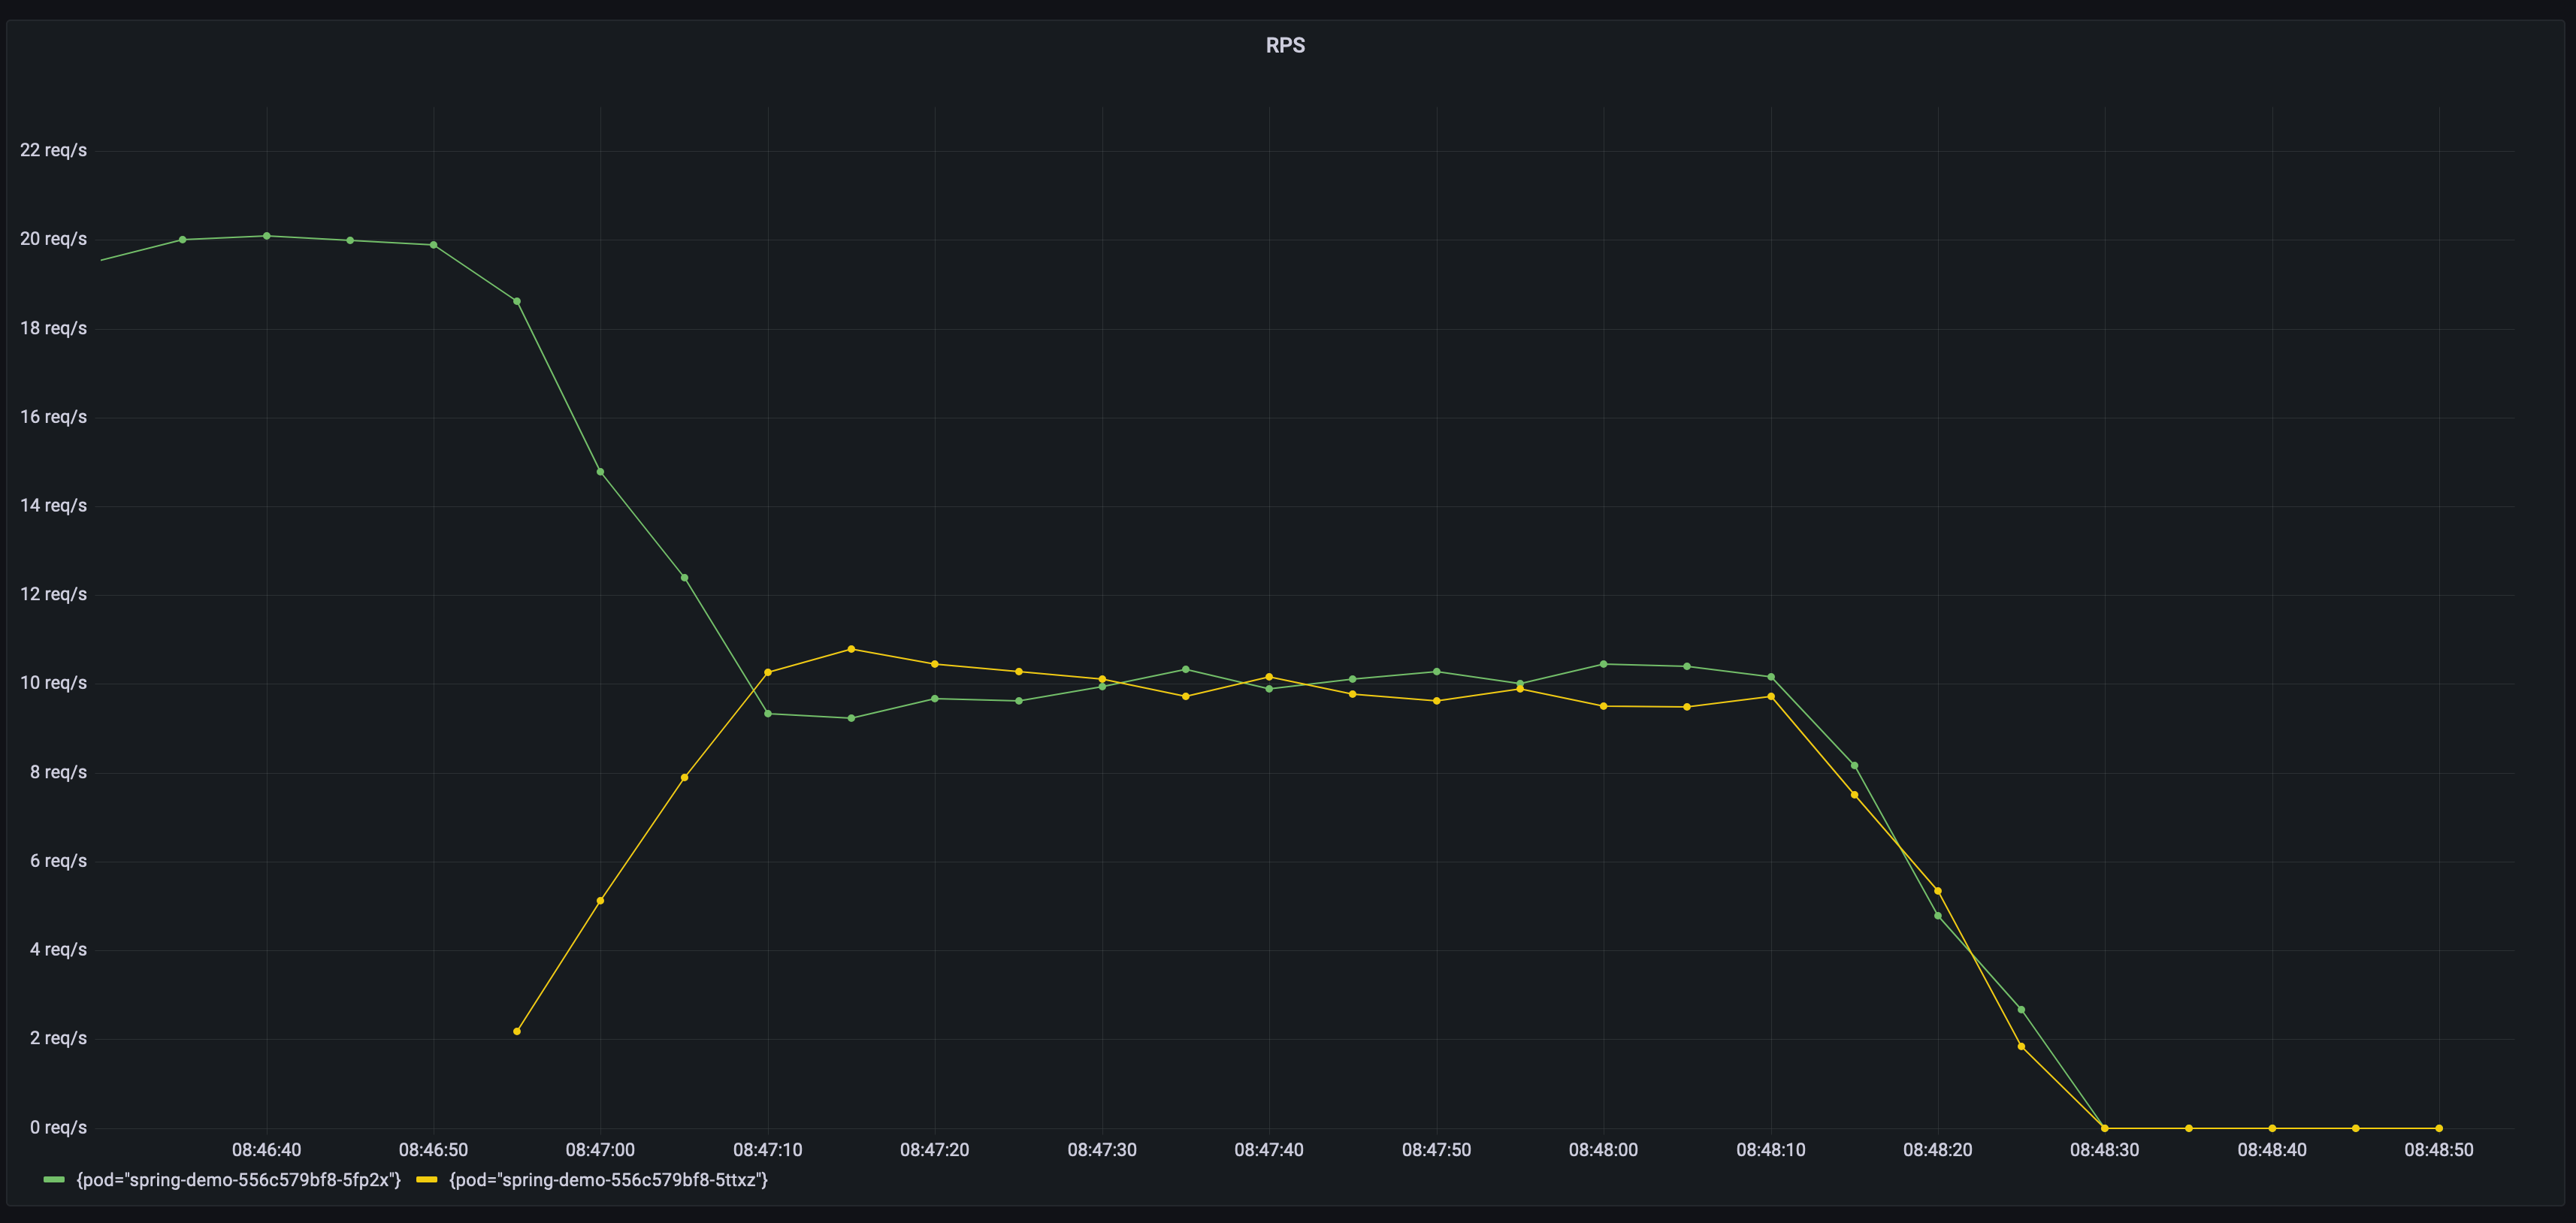 RPS
22 req/s
20 req/s
18 req/s
16 req/s
14 req/s
12 req/s
10 req/s
8 req/s
6 req/s
4 req/s
2 req/s
0 req/s
08:46:40 08:46:50 08:47:00 08:47:10 08:47:20 08:47:30 08:47:40 08:47:50 08:48:00 08:48:10 08:48:20 08:48:30 08:48:40 08:48:50
{pod="spring-demo-556c579bf8-5fp2x"} {pod="spring-demo-556c579bf8-5ttxz"}